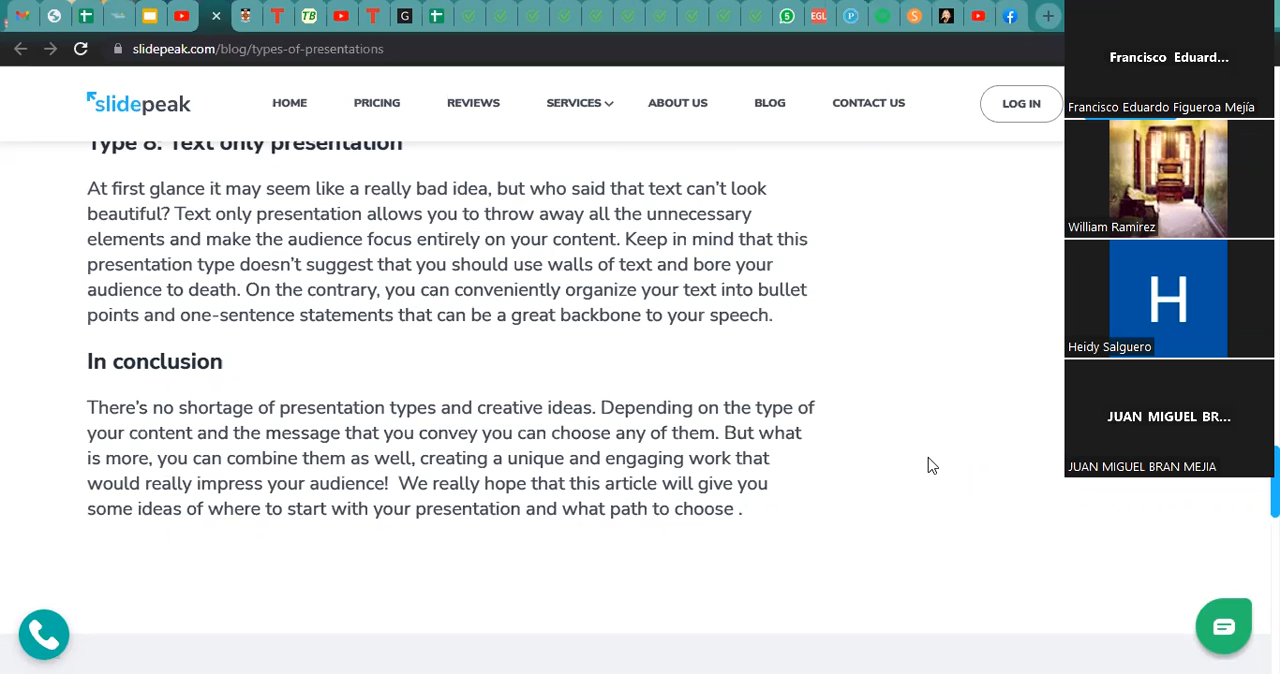 T
TB
T
G
5
EGL
P
S
slidepeak.com/blog/types-of-presentations
slidepeak
HOME
PRICING
REVIEWS
SERVICES
ABOUT US
BLOG
CONTACT US
LOG IN
Type 8: Text only presentation
At first glance it may seem like a really bad idea, but who said that text can't look
beautiful? Text only presentation allows you to throw away all the unnecessary
elements and make the audience focus entirely on your content. Keep in mind that this
presentation type doesn't suggest that you should use walls of text and bore your
audience to death. On the contrary, you can conveniently organize your text into bullet
points and one-sentence statements that can be a great backbone to your speech.
In conclusion
There's no shortage of presentation types and creative ideas. Depending on the type of
your content and the message that you convey you can choose any of them. But what
is more, you can combine them as well, creating a unique and engaging work that
would really impress your audience!  We really hope that this article will give you
some ideas of where to start with your presentation and what path to choose .
Francisco Eduard...
Francisco Eduardo Figueroa Mejía
William Ramirez
H
Heidy Salguero
JUAN MIGUEL BR...
JUAN MIGUEL BRAN MEJIA